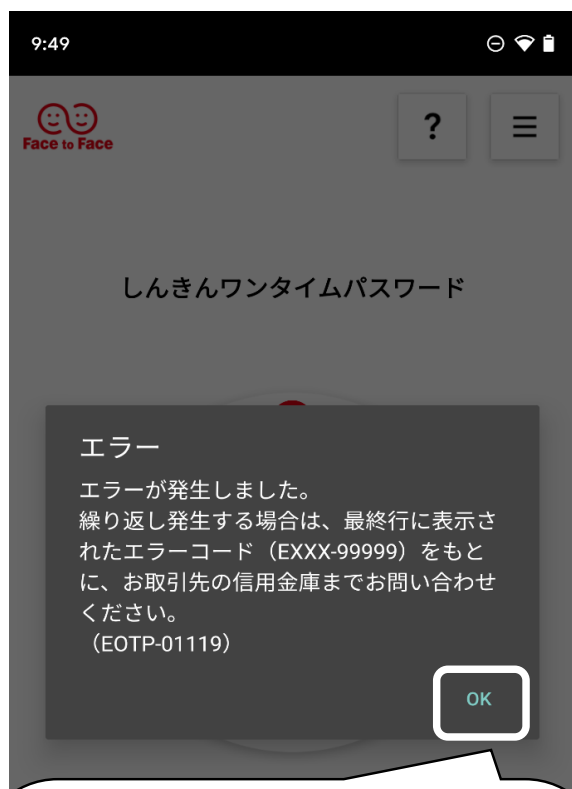 9:49
Face to Face
?
しんきんワンタイムパスワード
エラー
エラーが発生しました。
繰り返し発生する場合は、最終行に表示さ
れたエラーコード（EXXX-99999）をもと
に、お取引先の信用金庫までお問い合わせ
ください。
（EOTP-01119）
OK